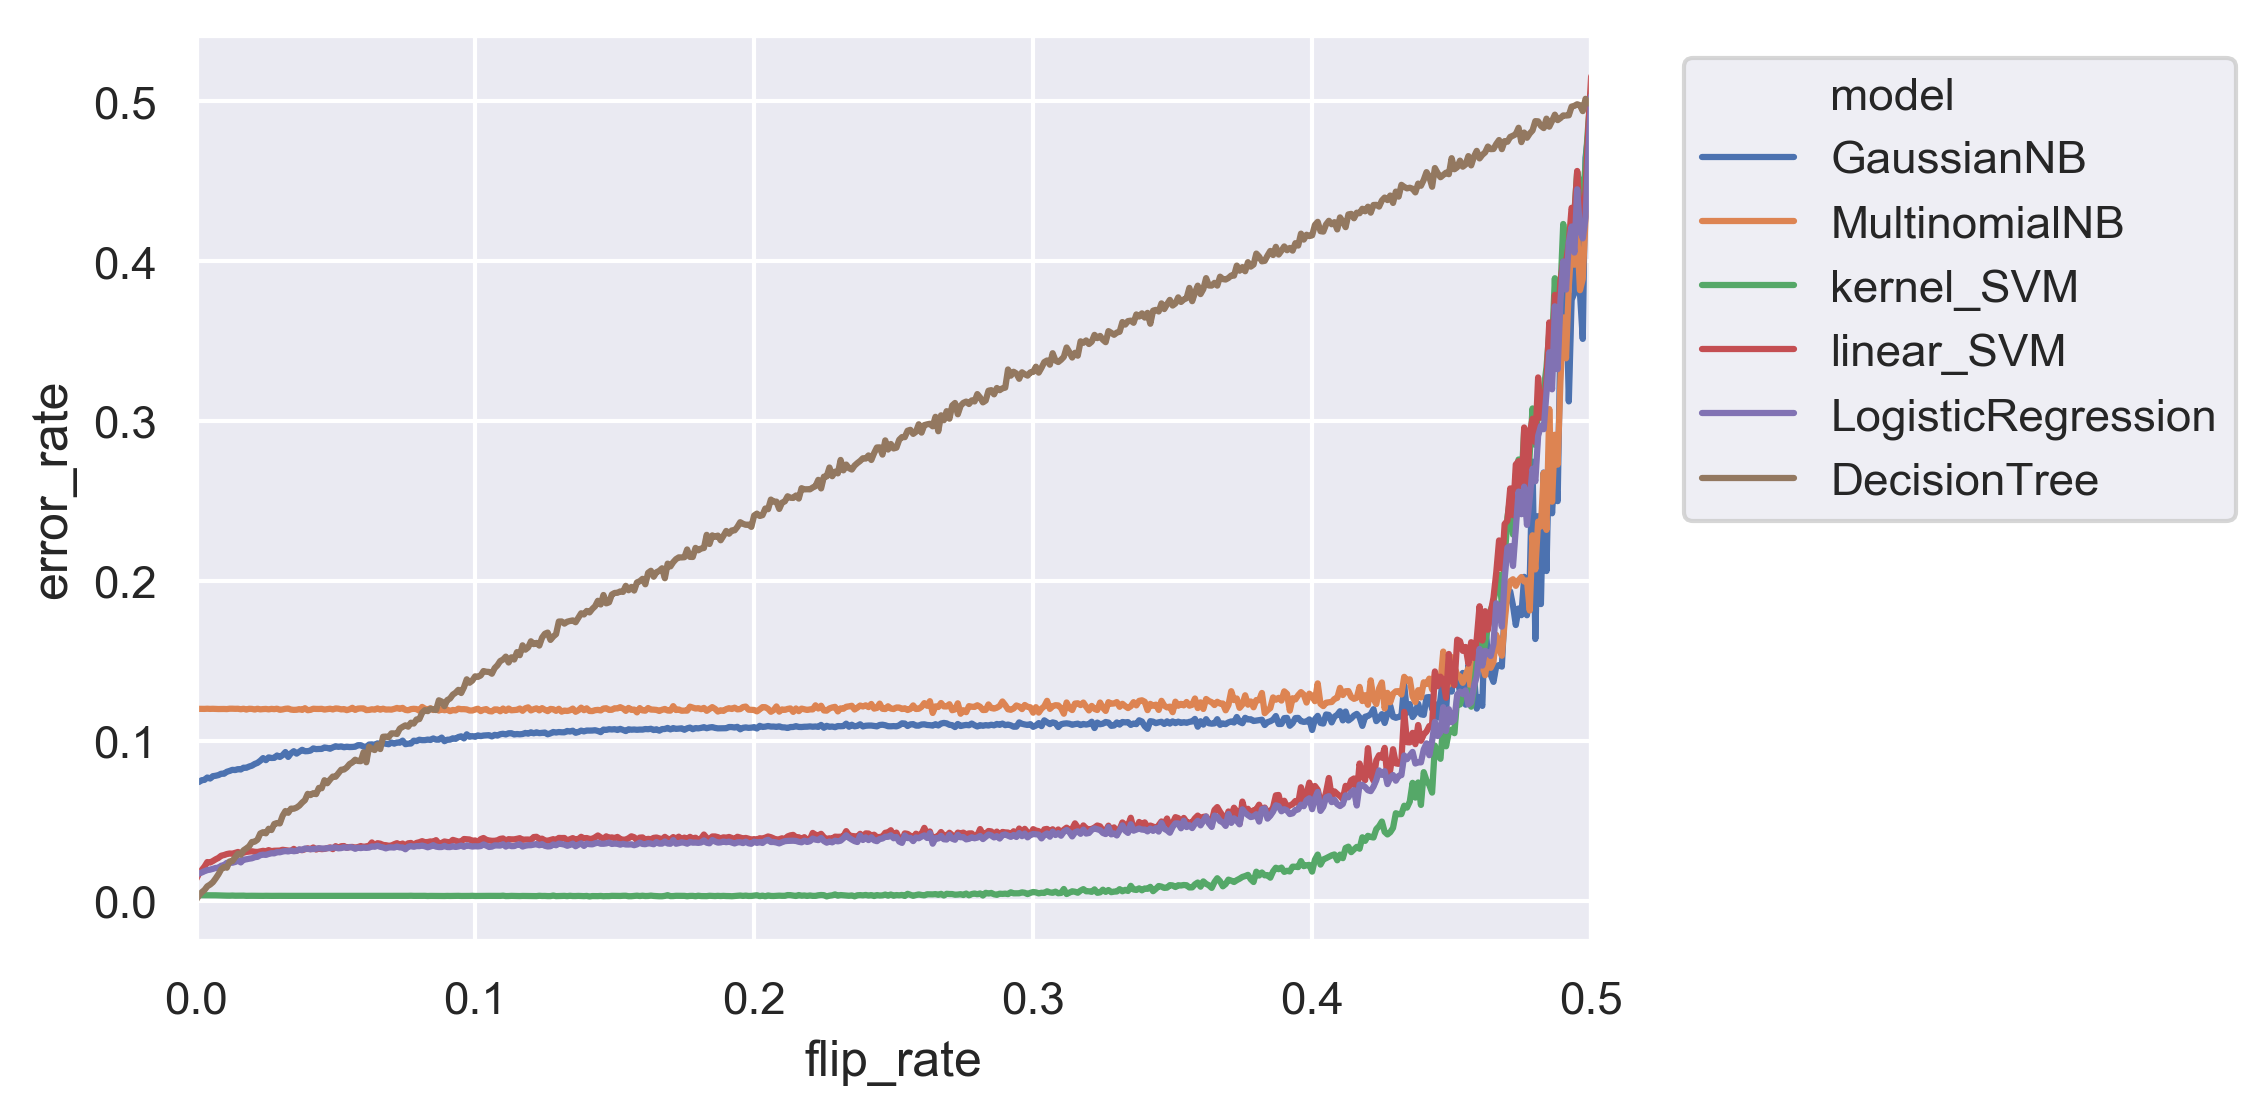 error_rate
0.5
0.4
0.3
0.2
0.1
0.0
0.0 0.1 0.2 0.3 0.4 0.5
flip_rate
model
GaussianNB
MultinomialNB
kernel_SVM
linear_SVM
LogisticRegression
DecisionTree